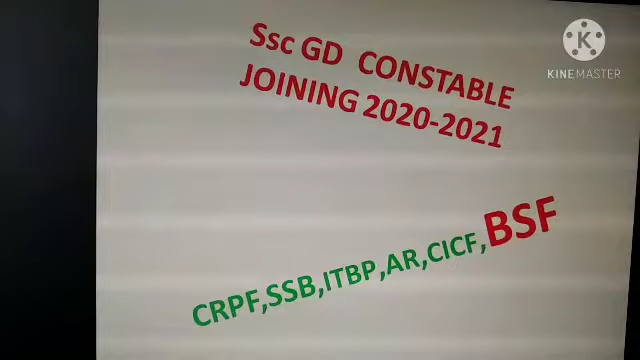 Ssc GD CONSTABLE
JOINING 2020-2021
CRPF,SSB,ITBP,AR,CICF,BSF
KINEMASTER